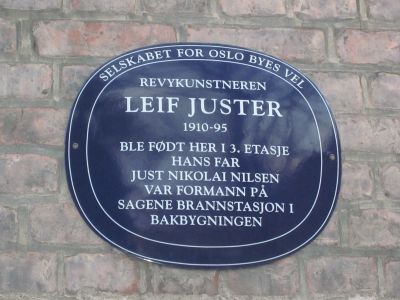 SELSKABET FOR OSLO BYES VEL
REVYKUNSTNEREN
LEIF JUSTER
1910-95
BLE FØDT HER I 3. ETASJE
HANS FAR
JUST NIKOLAI NILSEN
VAR FORMANN PÅ
SAGENE BRANNSTASJON I
BAKBYGNINGEN